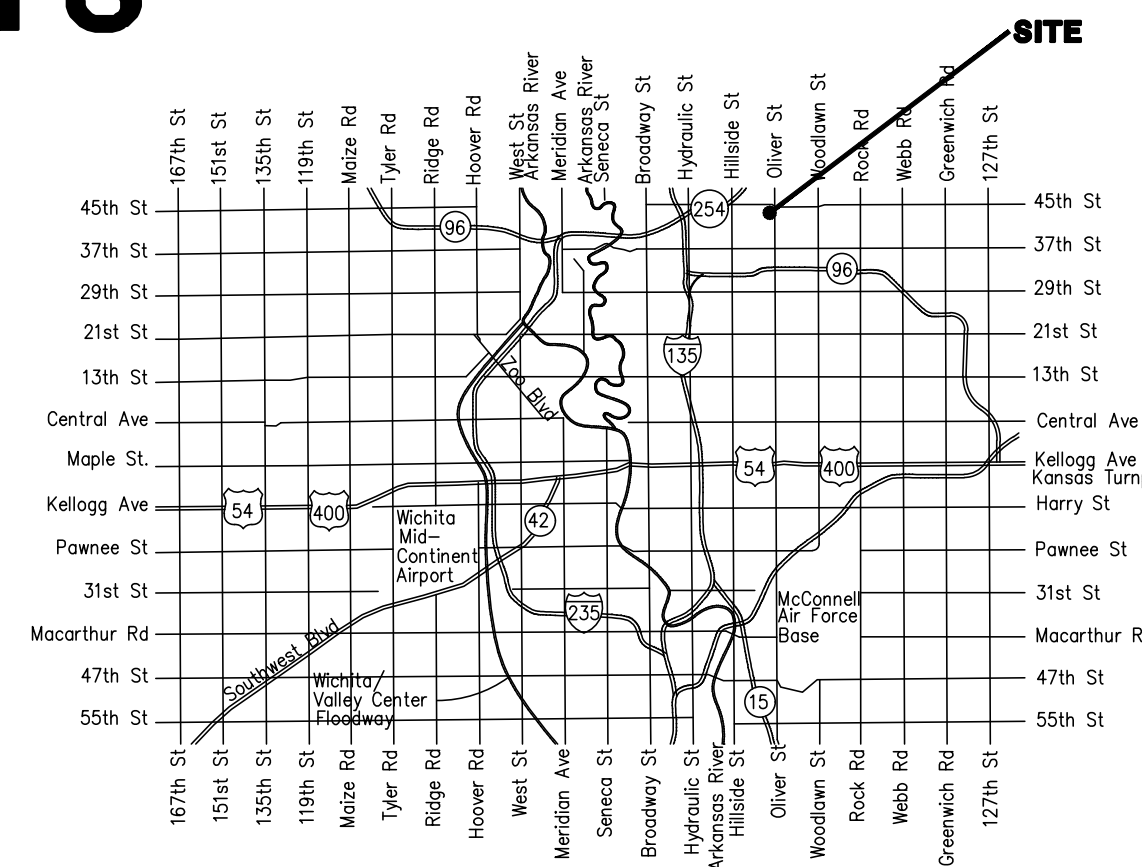 SITE
167th St
151st St
135th St
119th St
Maize Rd
Tyler Rd
Ridge Rd
Hoover Rd
West St
Arkansas River
Meridian Ave
Arkansas River
Seneca St
Broadway St
Hydraulic St
Hillside St
Oliver St
Woodlawn St
Rock Rd
Webb Rd
Greenwich Rd
127th St
45th St
254
45th St
96
37th St
37th St
96
29th St
29th St
21st St
21st St
135
13th St
Zoo Blvd
13th St
Central Ave
Central Ave
Maple St.
54
400
Kellogg Ave
Kansas Turn
Kellogg Ave
54
400
Harry St
Wichita
Mid-
Continent
Airport
42
Pawnee St
Pawnee St
31st St
31st St
235
McConnell
Air Force
Base
Macarthur Rd
Macarthur R
Southwest Blvd
47th St
47th St
Wichita/
Valley Center
Floodway
15
55th St
55th St
167th St
151st St
135th St
119th St
Maize Rd
Tyler Rd
Ridge Rd
Hoover Rd
West St
Meridian Ave
Seneca St
Broadway St
Hydraulic St
Arkansas River
Hillside St
Oliver St
Woodlawn St
Rock Rd
Webb Rd
Greenwich Rd
127th St